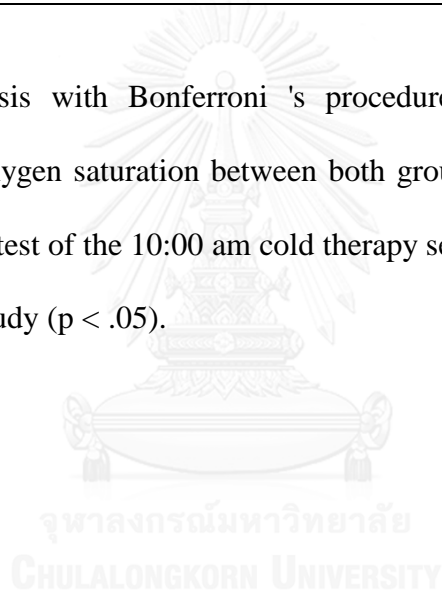 sis with Bonferroni 's procedure
ygen saturation between both grou
test of the 10:00 am cold therapy se
udy (p < .05).
จุฬาลงกรณ์มหาวิทยาลัย
CHULALONGKORN UNIVERSITY